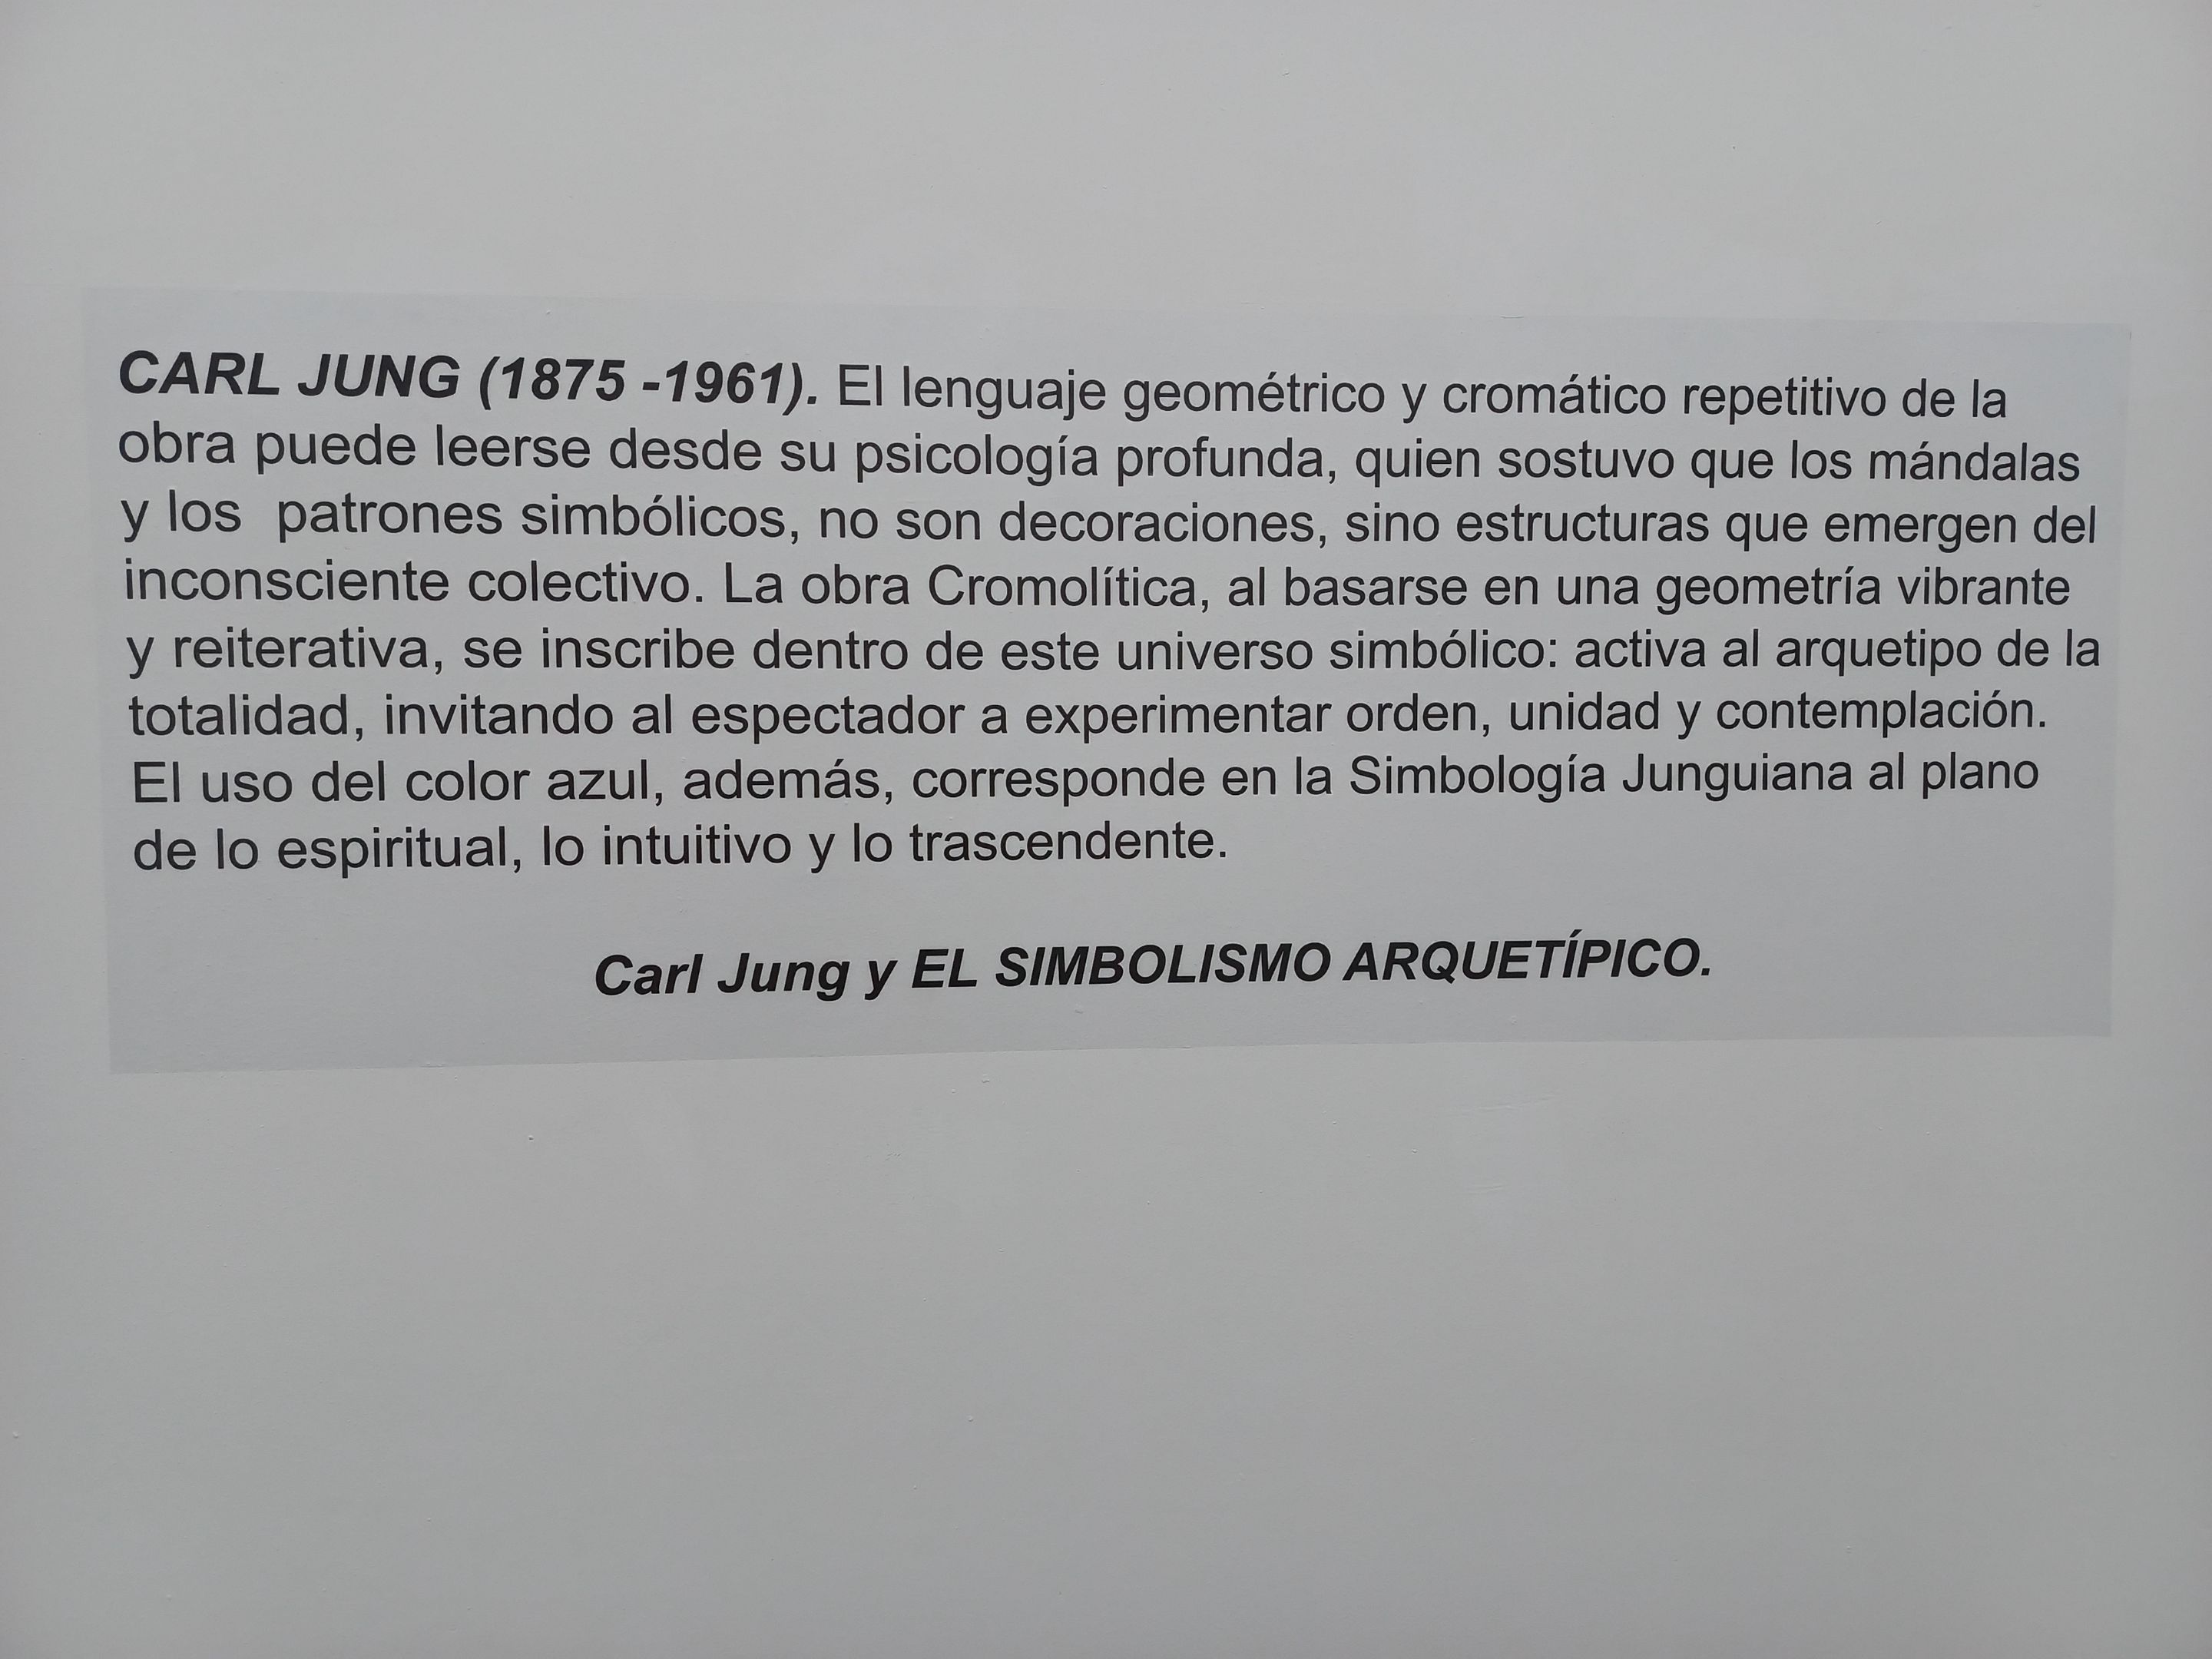 CARL JUNG (1875 -1961). El lenguaje geométrico y cromático repetitivo de la
obra puede leerse desde su psicología profunda, quien sostuvo que los mándalas
y los  patrones simbólicos, no son decoraciones, sino estructuras que emergen del
inconsciente colectivo. La obra Cromolítica, al basarse en una geometría vibrante
y reiterativa, se inscribe dentro de este universo simbólico: activa al arquetipo de la
totalidad, invitando al espectador a experimentar orden, unidad y contemplación.
El uso del color azul, además, corresponde en la Simbología Junguiana al plano
de lo espiritual, lo intuitivo y lo trascendente.
Carl Jung y EL SIMBOLISMO ARQUETÍPICO.